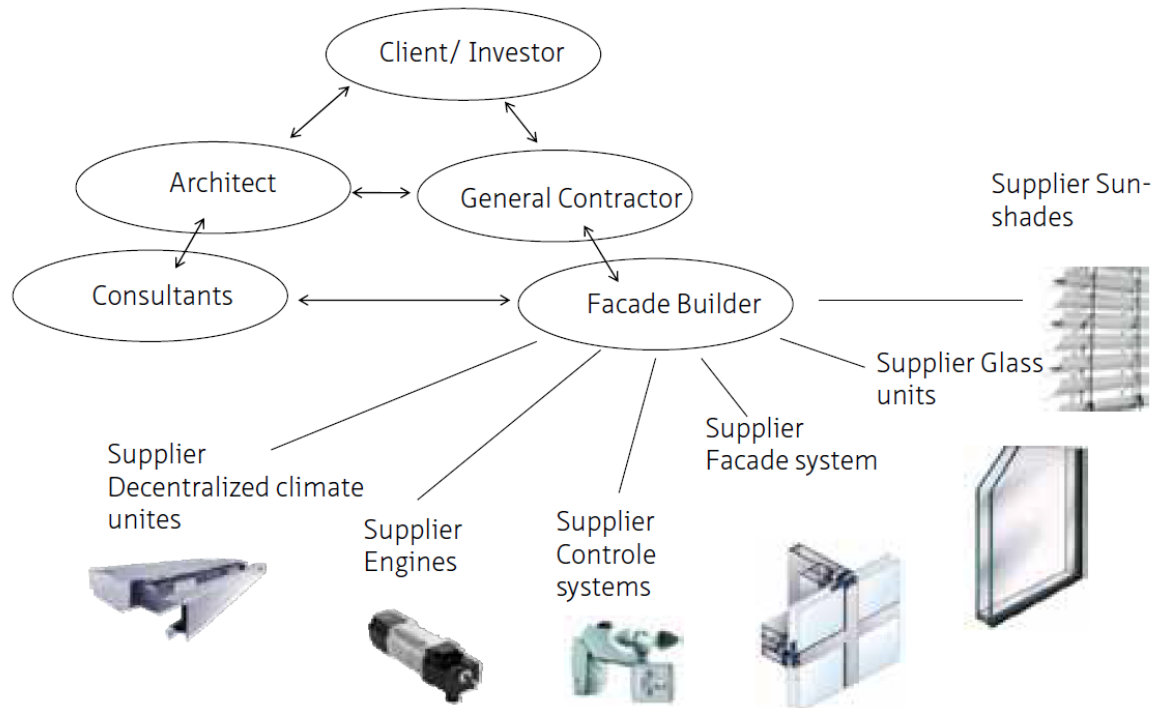 Client/ Investor
Architect
General Contractor
Supplier Sun-
shades
Consultants
Facade Builder
Supplier Glass
units
Supplier
Facade system
Supplier
Decentralized climate
unites
Supplier
Engines
Supplier
Controle
systems